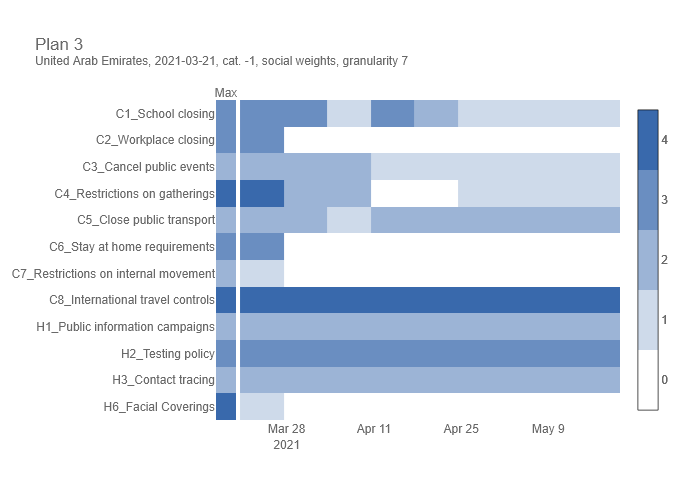 Plan 3
United Arab Emirates, 2021-03-21, cat. -1, social weights, granularity 7
Max
C1_School closing
C2_Workplace closing
C3_Cancel public events
C4_Restrictions on gatherings
C5_Close public transport
C6_Stay at home requirements
C7_Restrictions on internal movement
C8_International travel controls
H1_Public information campaigns
H2_Testing policy
H3_Contact tracing
H6_Facial Coverings
Mar 28
2021
Apr 11
Apr 25
May 9
4
3
2
1
0